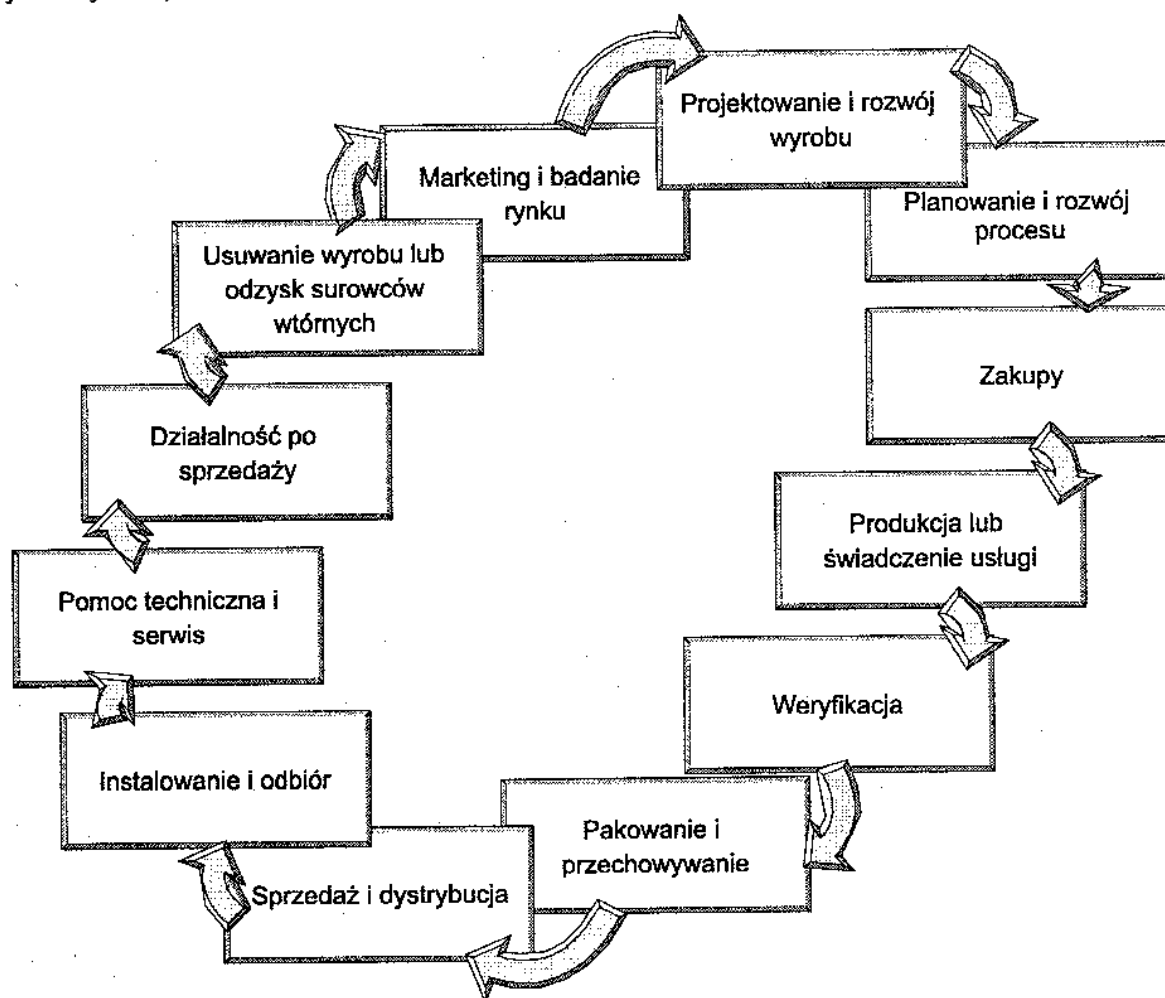 Projektowanie i rozwój
wyrobu
Marketing i badanie
rynku
Planowanie i rozwój
procesu
Usuwanie wyrobu lub
odzysk surowców
wtórnych
Zakupy
Działalność po
sprzedaży
Produkcja lub
świadczenie usługi
Pomoc techniczna i
serwis
Weryfikacja
Instalowanie i odbiór
Pakowanie i
przechowywanie
Sprzedaż i dystrybucja